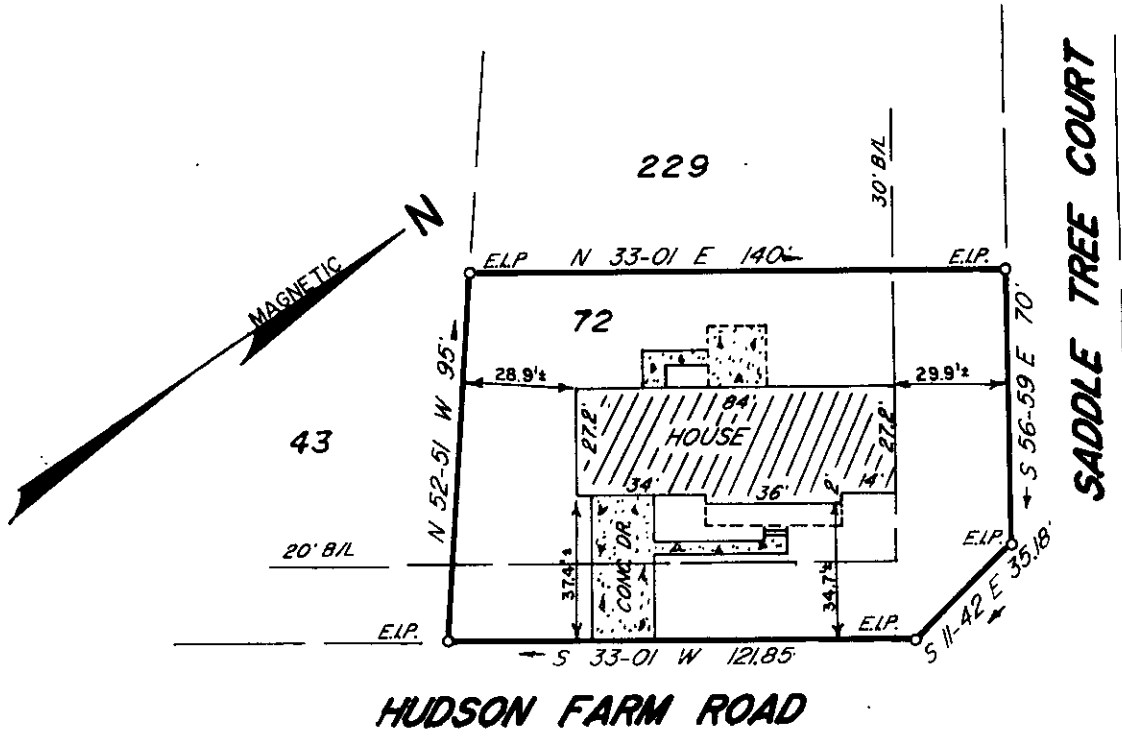 SADDLE TREE COURT
229
30' B/L
N
MAGNETIC
E.I.P
N 33-01 E 140'
E.I.P.
72
S 56-59 E 70'
N 52-51 W 95'
28.9'±
29.9'±
84'
27.2'
HOUSE
27.2'
43
34'
36'
2'
14'
CONC. DR.
37.4'±
34.7'±
20' B/L
E.I.P.
S 11-42 E 35.18'
E.I.P.
E.I.P.
S 33-01 W 121.85'
HUDSON FARM ROAD